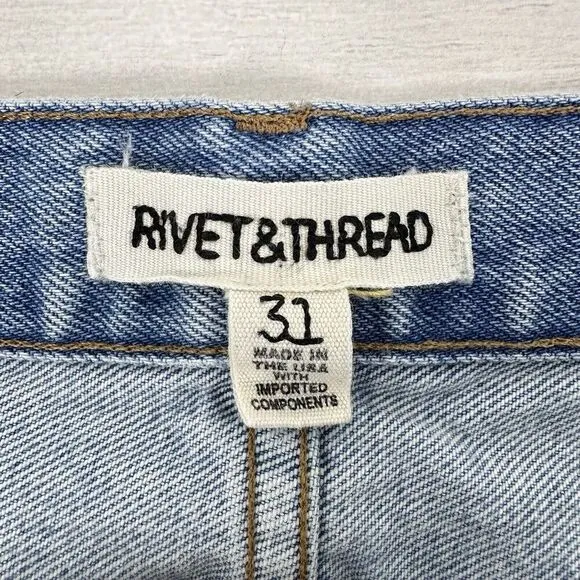 RIVET&THREAD
31
MADE IN
THE USA
WITH
IMPORTED
COMPONENTS